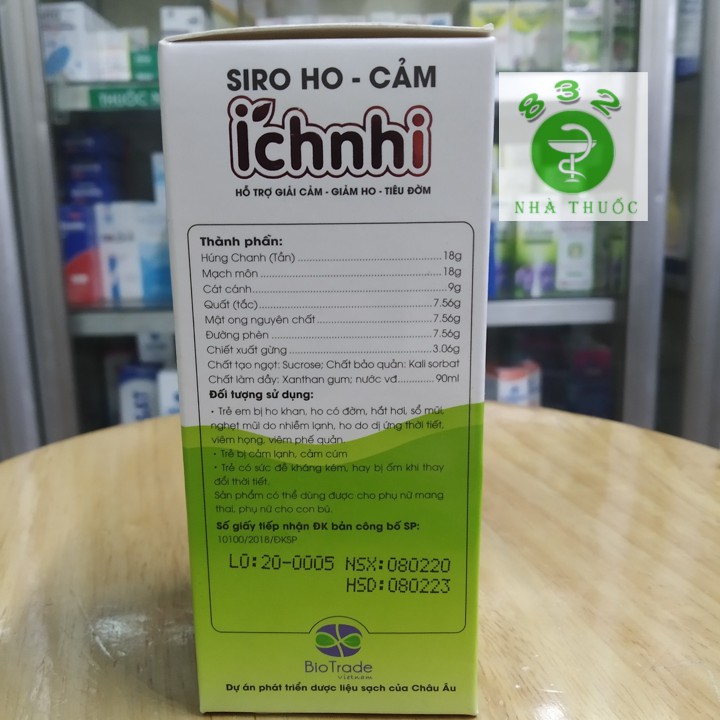 SIRO HO - CẢM
ichnhi
HỖ TRỢ GIẢI CẢM - GIẢM HO - TIÊU ĐỜM
832
NHÀ THUỐC
THUỐC
Thành phần:
Húng Chanh (Tần) 18g
Mạch môn 18g
Cát cánh 9g
Quất (tắc) 7.56g
Mật ong nguyên chất 7.56g
Đường phèn 7.56g
Chiết xuất gừng 3.06g
Chất tạo ngọt: Sucrose; Chất bảo quản: Kali sorbat
Chất làm dầy: Xanthan gum; nước vđ 90ml
Đối tượng sử dụng:
• Trẻ em bị ho khan, ho có đờm, hắt hơi, sổ mũi,
nghẹt mũi do nhiễm lạnh, ho do dị ứng thời tiết,
viêm họng, viêm phế quản.
• Trẻ bị cảm lạnh, cảm cúm
• Trẻ có sức đề kháng kém, hay bị ốm khi thay
đổi thời tiết.
Sản phẩm có thể dùng được cho phụ nữ mang
thai, phụ nữ cho con bú.
Số giấy tiếp nhận ĐK bản công bố SP:
10100/2018/ĐKSP
LÔ:20-0005 NSX:080220
HSD:080223
BioTrade
vietnam
Dự án phát triển dược liệu sạch của Châu Âu